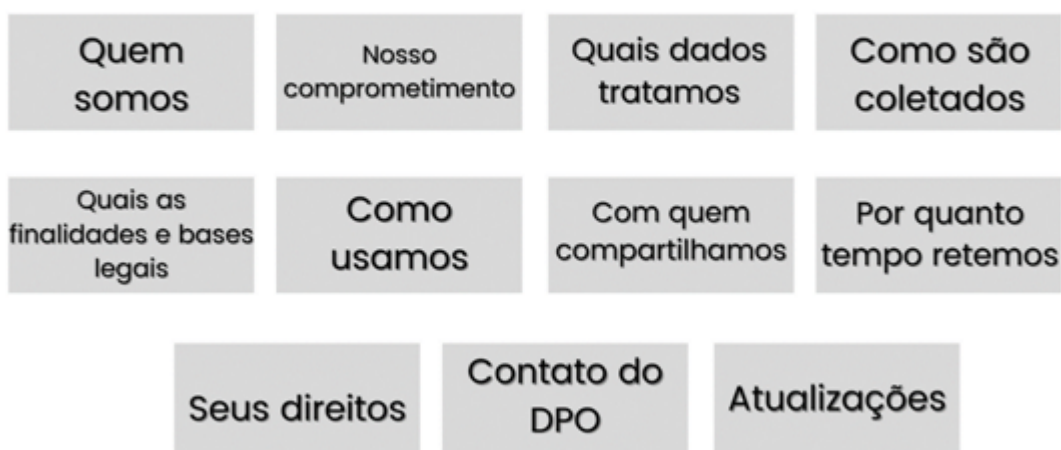 Quem
somos
Nosso
comprometimento
Quais dados
tratamos
Como são
coletados
Quais as
finalidades e bases
legais
Como
usamos
Com quem
compartilhamos
Por quanto
tempo retemos
Seus direitos
Contato do
DPO
Atualizações